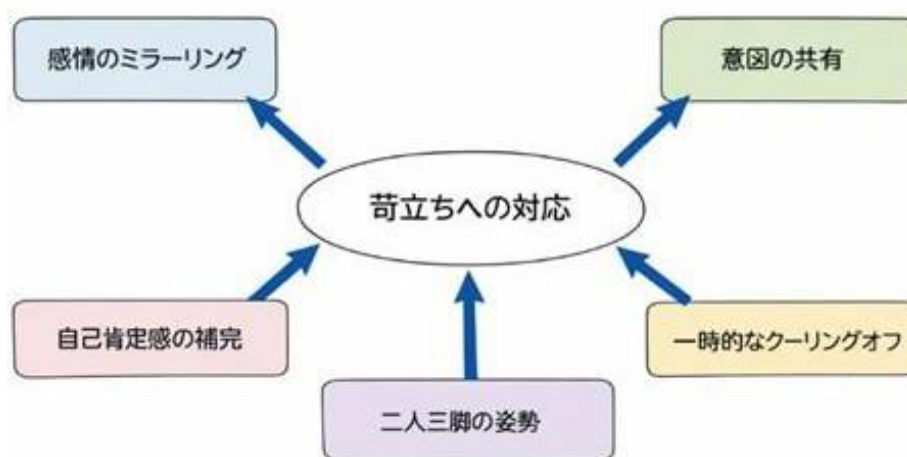 感情のミラーリング
意図の共有
苛立ちへの対応
自己肯定感の補完
一時的なクーリングオフ
二人三脚の姿勢